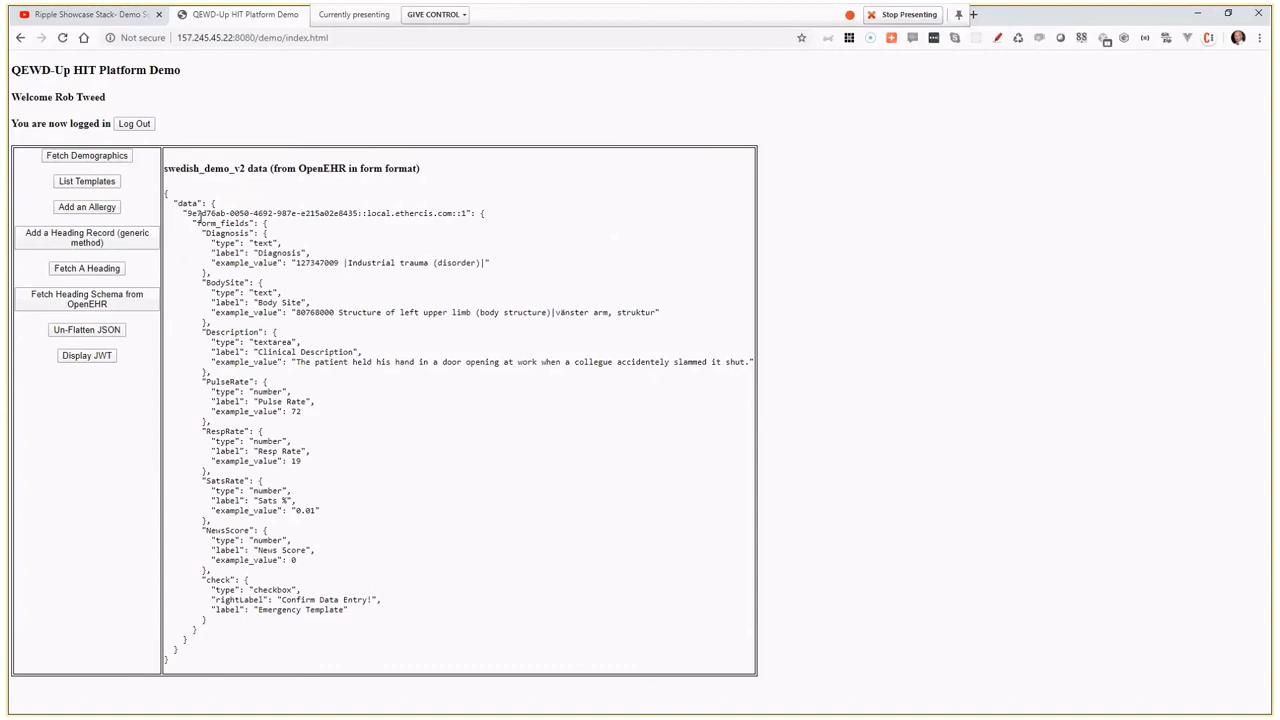 Ripple Showcase Stack- Demo S
QEWD-Up HIT Platform Demo
Currently presenting
GIVE CONTROL
Stop Presenting
Not secure
157.245.45.22:8080/demo/index.html
QEWD-Up HIT Platform Demo
Welcome Rob Tweed
You are now logged in
Log Out
Fetch Demographics
List Templates
Add an Allergy
Add a Heading Record (generic
method)
Fetch A Heading
Fetch Heading Schema from
OpenEHR
Un-Flatten JSON
Display JWT
swedish_demo_v2 data (from OpenEHR in form format)
{
"data": {
"9e7d76ab-0050-4692-987e-e215a02e8435::local.ethercis.com::1": {
"form_fields": {
"Diagnosis": {
"type": "text",
"label": "Diagnosis",
"example_value": "127347009 |Industrial trauma (disorder)|"
},
"BodySite": {
"type": "text",
"label": "Body Site",
"example_value": "80768000 Structure of left upper limb (body structure)|vänster arm, struktur"
},
"Description": {
"type": "textarea",
"label": "Clinical Description",
"example_value": "The patient held his hand in a door opening at work when a collegue accidentely slammed it shut."
},
"PulseRate": {
"type": "number",
"label": "Pulse Rate",
"example_value": 72
},
"RespRate": {
"type": "number",
"label": "Resp Rate",
"example_value": 19
},
"SatsRate": {
"type": "number",
"label": "Sats %",
"example_value": "0.01"
},
"NewsScore": {
"type": "number",
"label": "News Score",
"example_value": 0
},
"check": {
"type": "checkbox",
"rightLabel": "Confirm Data Entry!",
"label": "Emergency Template"
}
}
}
}
}